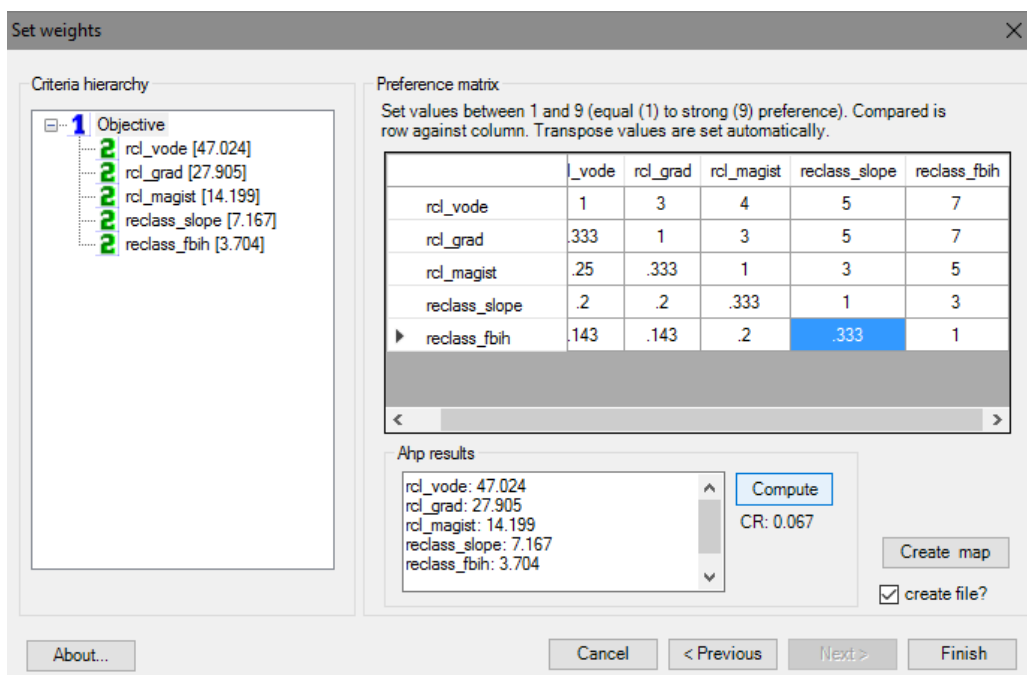 Set weights
Criteria hierarchy
1 Objective
2 rcl_vode [47.024]
2 rcl_grad [27.905]
2 rcl_magist [14.199]
2 reclass_slope [7.167]
2 reclass_fbih [3.704]
Preference matrix
Set values between 1 and 9 (equal (1) to strong (9) preference). Compared is
row against column. Transpose values are set automatically.
l_vode rcl_grad rcl_magist reclass_slope reclass_fbih
rcl_vode 1 3 4 5 7
rcl_grad .333 1 3 5 7
rcl_magist .25 .333 1 3 5
reclass_slope .2 .2 .333 1 3
reclass_fbih .143 .143 .2 .333 1
Ahp results
rcl_vode: 47.024
rcl_grad: 27.905
rcl_magist: 14.199
reclass_slope: 7.167
reclass_fbih: 3.704
Compute
CR: 0.067
Create map
create file?
About...
Cancel
< Previous
Next >
Finish